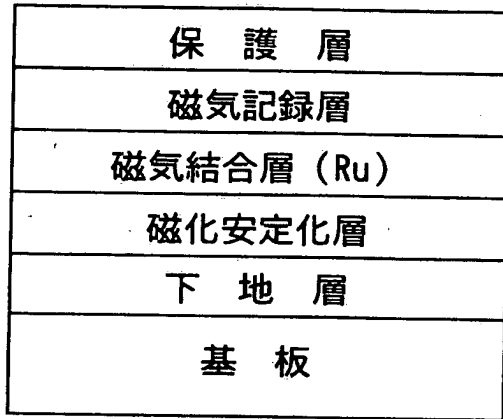 保護層
磁気記録層
磁気結合層（Ru）
磁化安定化層
下地層
基板